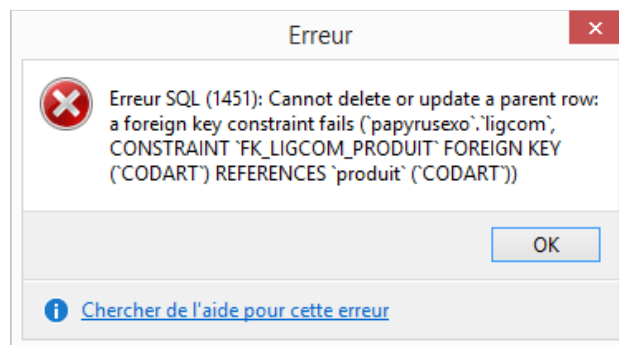 Erreur
Erreur SQL (1451): Cannot delete or update a parent row:
a foreign key constraint fails (`papyrusexo`.`ligcom`,
CONSTRAINT `FK_LIGCOM_PRODUIT` FOREIGN KEY
(`CODART`) REFERENCES `produit` (`CODART`))
OK
Chercher de l'aide pour cette erreur